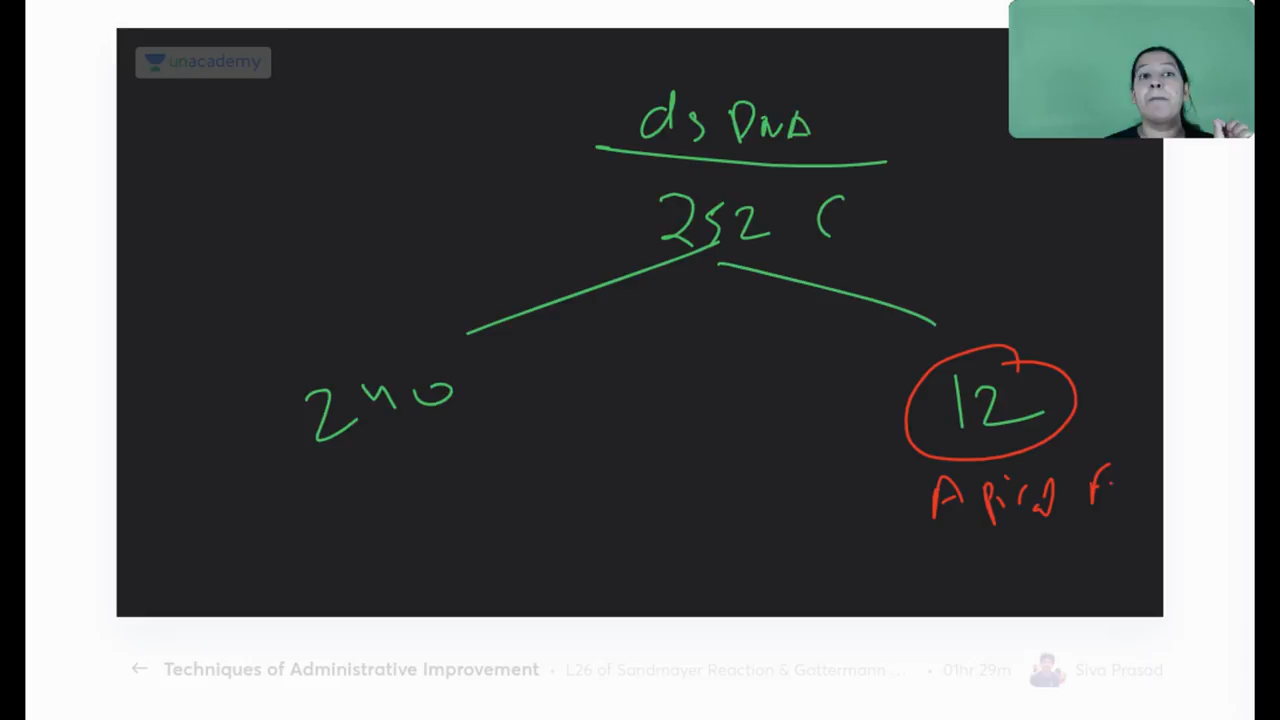 unacademy
ds DNA
252 C
240
12
Apical F.
← Techniques of Administrative Improvement • L26 of Sandmayer Reaction & Gattermann ... • 01hr 29m Siva Prasad